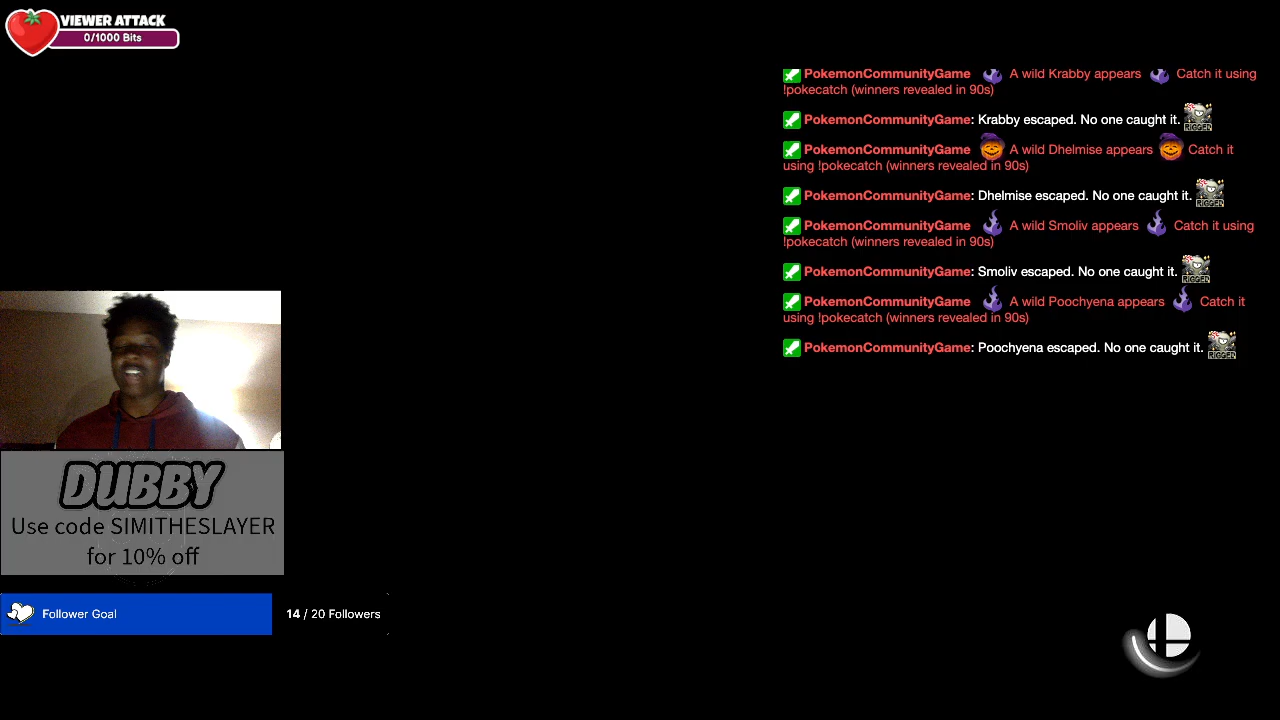 VIEWER ATTACK
0/1000 Bits
PokemonCommunityGame A wild Krabby appears Catch it using
!pokecatch (winners revealed in 90s)
PokemonCommunityGame: Krabby escaped. No one caught it. RIGGED
PokemonCommunityGame A wild Dhelmise appears Catch it
using !pokecatch (winners revealed in 90s)
PokemonCommunityGame: Dhelmise escaped. No one caught it. RIGGED
PokemonCommunityGame A wild Smoliv appears Catch it using
!pokecatch (winners revealed in 90s)
PokemonCommunityGame: Smoliv escaped. No one caught it. RIGGED
PokemonCommunityGame A wild Poochyena appears Catch it
using !pokecatch (winners revealed in 90s)
PokemonCommunityGame: Poochyena escaped. No one caught it. RIGGED
DUBBY
Use code SIMITHESLAYER
for 10% off
Follower Goal
14 / 20 Followers